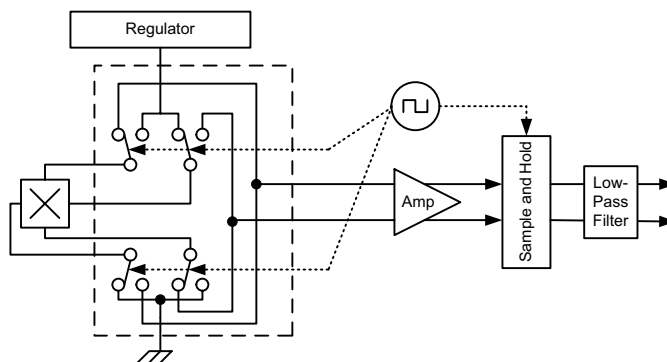 Regulator
Amp
Sample and Hold
Low-
Pass
Filter